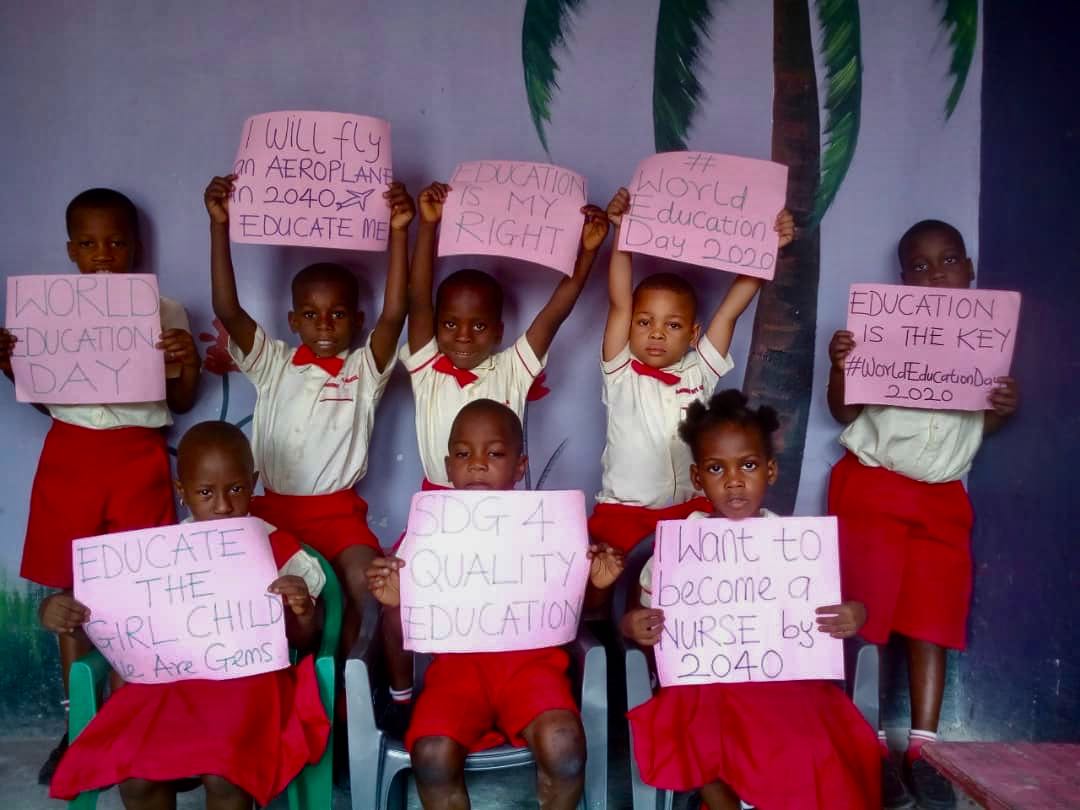 I Will fly
an AEROPLANE
in 2040
EDUCATE ME
EDUCATION
IS MY
RIGHT
#
World
Education
Day 2020
WORLD
EDUCATION
DAY
EDUCATION
IS THE KEY
#WorldEducationDay
2020
EDUCATE
THE
GIRL CHILD
We Are Gems
SDG 4
QUALITY
EDUCATION
I Want to
become a
NURSE by
2040